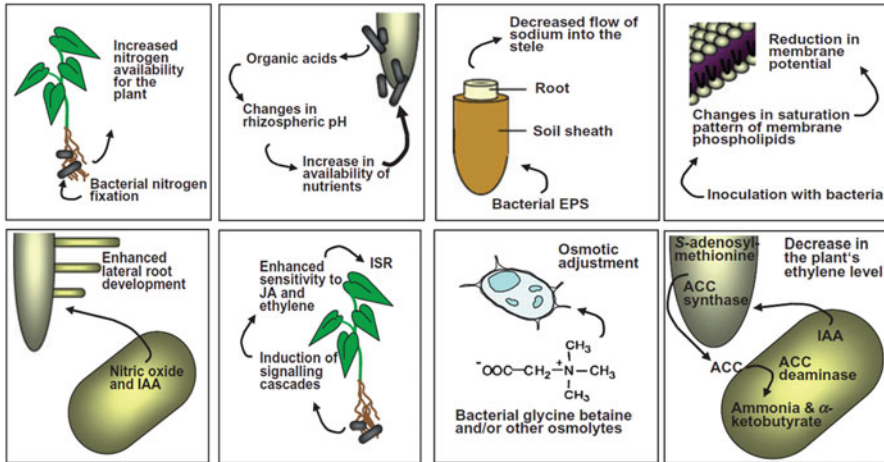 Increased
nitrogen
availability
for the
plant
Bacterial nitrogen
fixation
Organic acids
Changes in
rhizospheric pH
Increase in
availability of
nutrients
Decreased flow of
sodium into the
stele
Root
Soil sheath
Bacterial EPS
Reduction in
membrane
potential
Changes in saturation
pattern of membrane
phospholipids
Inoculation with bacteria
Enhanced
lateral root
development
Nitric oxide
and IAA
ISR
Enhanced
sensitivity to
JA and
ethylene
Induction of
signalling
cascades
Osmotic
adjustment
CH₃
⁻OOC—CH₂—N⁺—CH₃
CH₃
Bacterial glycine betaine
and/or other osmolytes
S-adenosyl-
methionine
Decrease in
the plant's
ethylene level
ACC
synthase
IAA
ACC
ACC
deaminase
Ammonia & α-
ketobutyrate